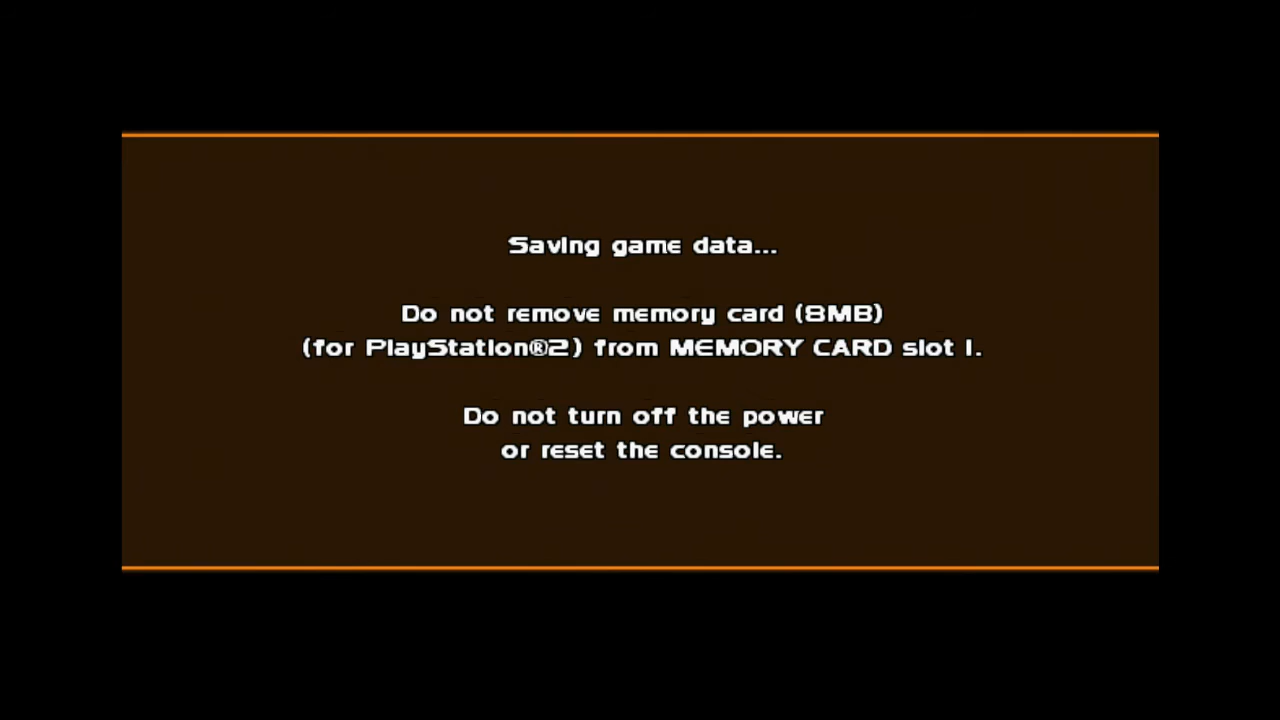 Saving game data...
Do not remove memory card (8MB)
(for PlayStation®2) from MEMORY CARD slot 1.
Do not turn off the power
or reset the console.